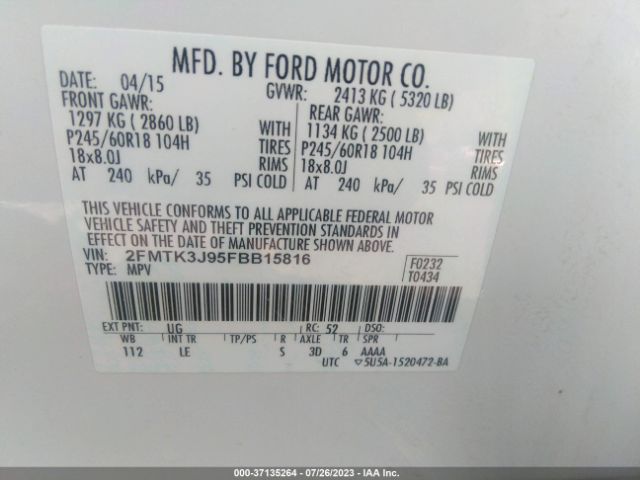 MFD. BY FORD MOTOR CO.
DATE: 04/15 GVWR: 2413 KG ( 5320 LB)
FRONT GAWR: REAR GAWR:
1297 KG ( 2860 LB) WITH 1134 KG ( 2500 LB) WITH
P245/60R18 104H TIRES P245/60R18 104H TIRES
18x8.0J RIMS 18x8.0J RIMS
AT 240 kPa/ 35 PSI COLD AT 240 kPa/ 35 PSI COLD
THIS VEHICLE CONFORMS TO ALL APPLICABLE FEDERAL MOTOR
VEHICLE SAFETY AND THEFT PREVENTION STANDARDS IN
EFFECT ON THE DATE OF MANUFACTURE SHOWN ABOVE.
VIN: 2FMTK3J95FBB15816 F0232
TYPE: MPV T0434
EXT PNT: UG RC: 52 DSO:
WB INT TR TP/PS R AXLE TR SPR
112 LE S 3D 6 AAAA
UTC ▽5U5A-1520472-BA
000-37135264 - 07/26/2023 - IAAI.COM